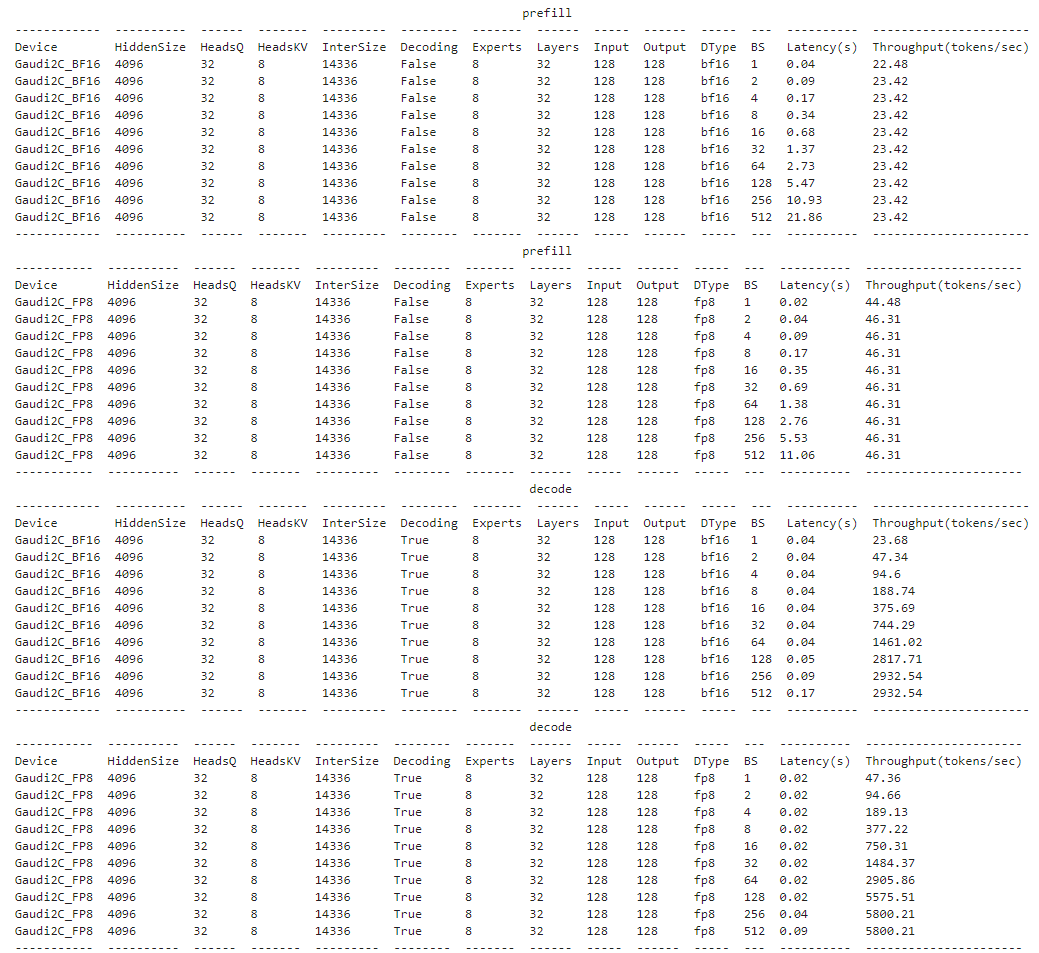 prefill
------------ ---------- ------ ------- --------- -------- ------- ------ ----- ------ ----- --- ---------- ----------------------
Device HiddenSize HeadsQ HeadsKV InterSize Decoding Experts Layers Input Output DType BS Latency(s) Throughput(tokens/sec)
Gaudi2C_BF16 4096 32 8 14336 False 8 32 128 128 bf16 1 0.04 22.48
Gaudi2C_BF16 4096 32 8 14336 False 8 32 128 128 bf16 2 0.09 23.42
Gaudi2C_BF16 4096 32 8 14336 False 8 32 128 128 bf16 4 0.17 23.42
Gaudi2C_BF16 4096 32 8 14336 False 8 32 128 128 bf16 8 0.34 23.42
Gaudi2C_BF16 4096 32 8 14336 False 8 32 128 128 bf16 16 0.68 23.42
Gaudi2C_BF16 4096 32 8 14336 False 8 32 128 128 bf16 32 1.37 23.42
Gaudi2C_BF16 4096 32 8 14336 False 8 32 128 128 bf16 64 2.73 23.42
Gaudi2C_BF16 4096 32 8 14336 False 8 32 128 128 bf16 128 5.47 23.42
Gaudi2C_BF16 4096 32 8 14336 False 8 32 128 128 bf16 256 10.93 23.42
Gaudi2C_BF16 4096 32 8 14336 False 8 32 128 128 bf16 512 21.86 23.42
------------ ---------- ------ ------- --------- -------- ------- ------ ----- ------ ----- --- ---------- ----------------------
prefill
----------- ---------- ------ ------- --------- -------- ------- ------ ----- ------ ----- --- ---------- ----------------------
Device HiddenSize HeadsQ HeadsKV InterSize Decoding Experts Layers Input Output DType BS Latency(s) Throughput(tokens/sec)
Gaudi2C_FP8 4096 32 8 14336 False 8 32 128 128 fp8 1 0.02 44.48
Gaudi2C_FP8 4096 32 8 14336 False 8 32 128 128 fp8 2 0.04 46.31
Gaudi2C_FP8 4096 32 8 14336 False 8 32 128 128 fp8 4 0.09 46.31
Gaudi2C_FP8 4096 32 8 14336 False 8 32 128 128 fp8 8 0.17 46.31
Gaudi2C_FP8 4096 32 8 14336 False 8 32 128 128 fp8 16 0.35 46.31
Gaudi2C_FP8 4096 32 8 14336 False 8 32 128 128 fp8 32 0.69 46.31
Gaudi2C_FP8 4096 32 8 14336 False 8 32 128 128 fp8 64 1.38 46.31
Gaudi2C_FP8 4096 32 8 14336 False 8 32 128 128 fp8 128 2.76 46.31
Gaudi2C_FP8 4096 32 8 14336 False 8 32 128 128 fp8 256 5.53 46.31
Gaudi2C_FP8 4096 32 8 14336 False 8 32 128 128 fp8 512 11.06 46.31
----------- ---------- ------ ------- --------- -------- ------- ------ ----- ------ ----- --- ---------- ----------------------
decode
------------ ---------- ------ ------- --------- -------- ------- ------ ----- ------ ----- --- ---------- ----------------------
Device HiddenSize HeadsQ HeadsKV InterSize Decoding Experts Layers Input Output DType BS Latency(s) Throughput(tokens/sec)
Gaudi2C_BF16 4096 32 8 14336 True 8 32 128 128 bf16 1 0.04 23.68
Gaudi2C_BF16 4096 32 8 14336 True 8 32 128 128 bf16 2 0.04 47.34
Gaudi2C_BF16 4096 32 8 14336 True 8 32 128 128 bf16 4 0.04 94.6
Gaudi2C_BF16 4096 32 8 14336 True 8 32 128 128 bf16 8 0.04 188.74
Gaudi2C_BF16 4096 32 8 14336 True 8 32 128 128 bf16 16 0.04 375.69
Gaudi2C_BF16 4096 32 8 14336 True 8 32 128 128 bf16 32 0.04 744.29
Gaudi2C_BF16 4096 32 8 14336 True 8 32 128 128 bf16 64 0.04 1461.02
Gaudi2C_BF16 4096 32 8 14336 True 8 32 128 128 bf16 128 0.05 2817.71
Gaudi2C_BF16 4096 32 8 14336 True 8 32 128 128 bf16 256 0.09 2932.54
Gaudi2C_BF16 4096 32 8 14336 True 8 32 128 128 bf16 512 0.17 2932.54
------------ ---------- ------ ------- --------- -------- ------- ------ ----- ------ ----- --- ---------- ----------------------
decode
----------- ---------- ------ ------- --------- -------- ------- ------ ----- ------ ----- --- ---------- ----------------------
Device HiddenSize HeadsQ HeadsKV InterSize Decoding Experts Layers Input Output DType BS Latency(s) Throughput(tokens/sec)
Gaudi2C_FP8 4096 32 8 14336 True 8 32 128 128 fp8 1 0.02 47.36
Gaudi2C_FP8 4096 32 8 14336 True 8 32 128 128 fp8 2 0.02 94.66
Gaudi2C_FP8 4096 32 8 14336 True 8 32 128 128 fp8 4 0.02 189.13
Gaudi2C_FP8 4096 32 8 14336 True 8 32 128 128 fp8 8 0.02 377.22
Gaudi2C_FP8 4096 32 8 14336 True 8 32 128 128 fp8 16 0.02 750.31
Gaudi2C_FP8 4096 32 8 14336 True 8 32 128 128 fp8 32 0.02 1484.37
Gaudi2C_FP8 4096 32 8 14336 True 8 32 128 128 fp8 64 0.02 2905.86
Gaudi2C_FP8 4096 32 8 14336 True 8 32 128 128 fp8 128 0.02 5575.51
Gaudi2C_FP8 4096 32 8 14336 True 8 32 128 128 fp8 256 0.04 5800.21
Gaudi2C_FP8 4096 32 8 14336 True 8 32 128 128 fp8 512 0.09 5800.21
----------- ---------- ------ ------- --------- -------- ------- ------ ----- ------ ----- --- ---------- ----------------------